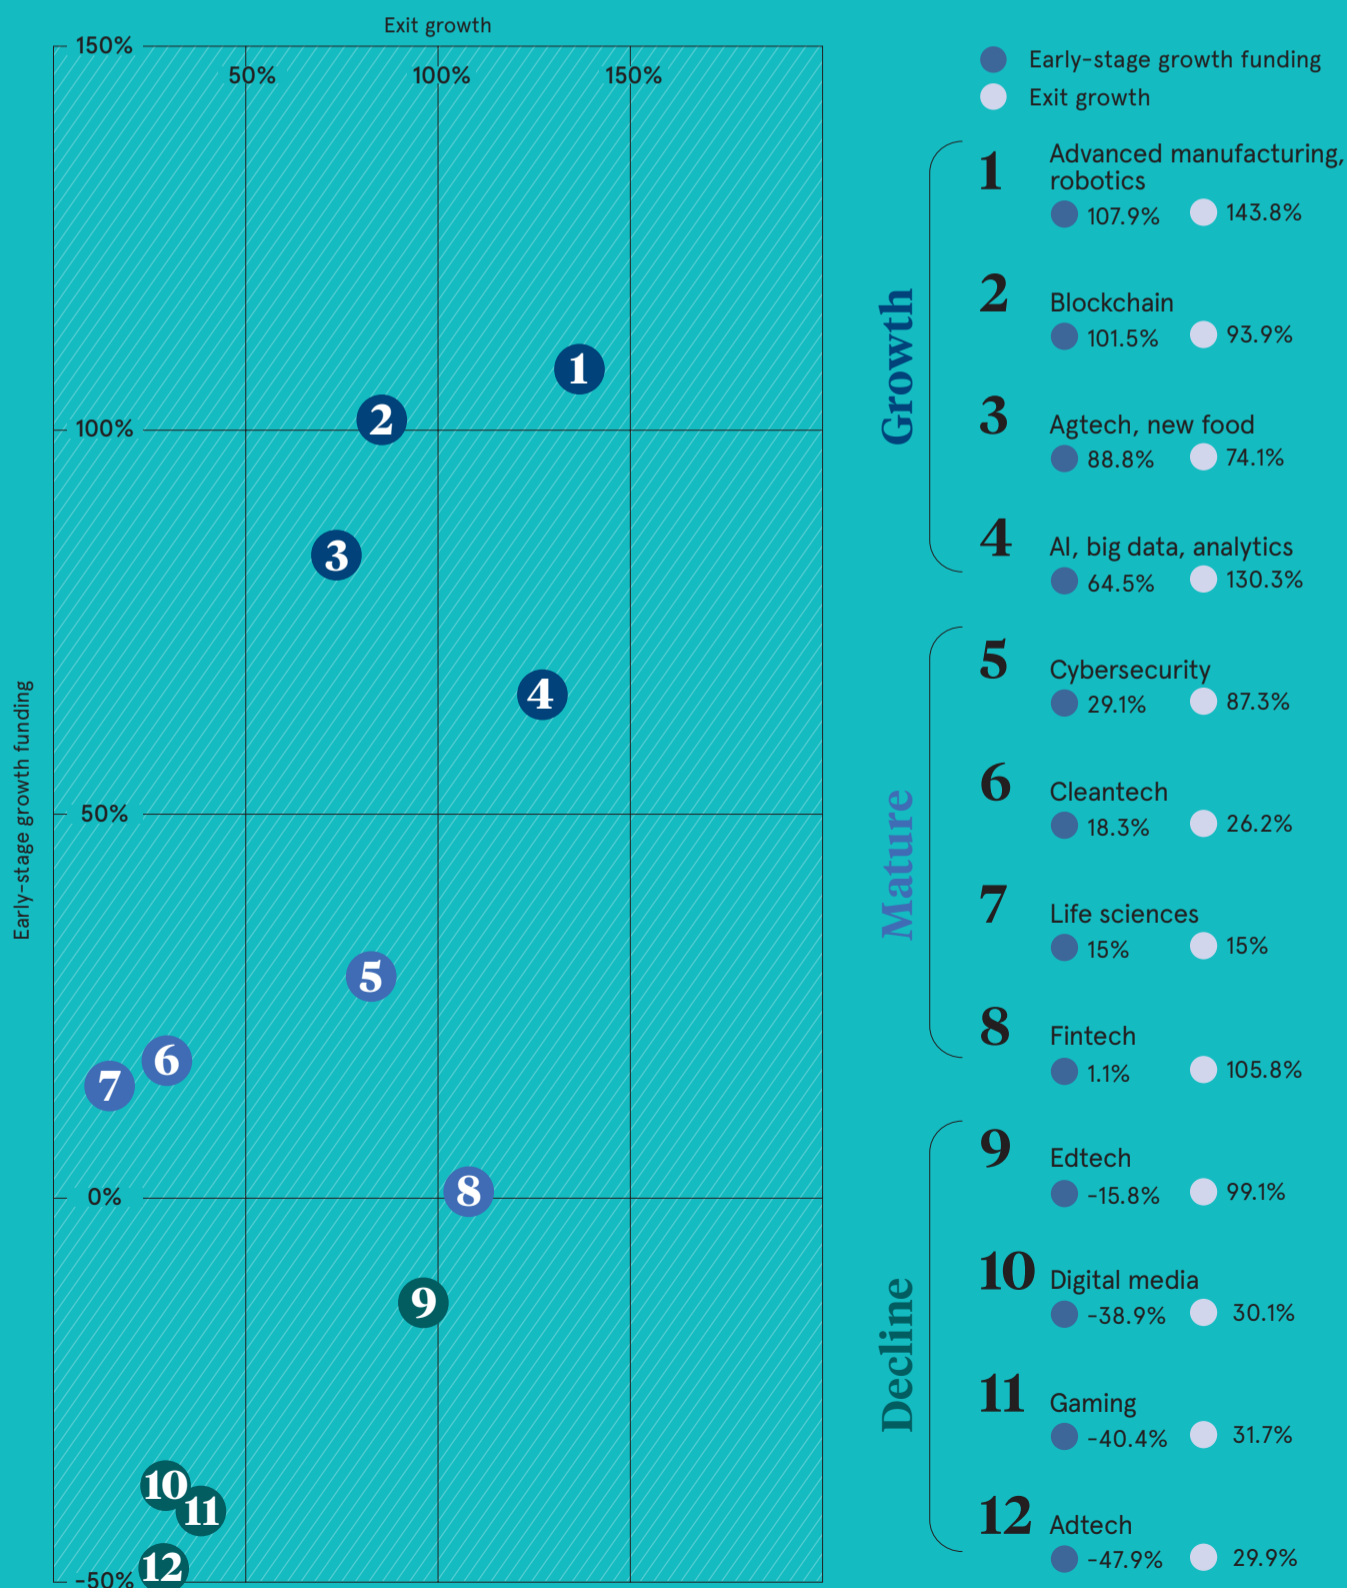 Exit growth
150%
50%
100%
150%
100%
50%
0%
-50%
Early-stage growth funding
1
2
3
4
5
6
7
8
9
10
11
12
Early-stage growth funding
Exit growth
Growth
1
Advanced manufacturing,
robotics
107.9% 143.8%
2
Blockchain
101.5% 93.9%
3
Agtech, new food
88.8% 74.1%
4
AI, big data, analytics
64.5% 130.3%
Mature
5
Cybersecurity
29.1% 87.3%
6
Cleantech
18.3% 26.2%
7
Life sciences
15% 15%
8
Fintech
1.1% 105.8%
Decline
9
Edtech
-15.8% 99.1%
10
Digital media
-38.9% 30.1%
11
Gaming
-40.4% 31.7%
12
Adtech
-47.9% 29.9%